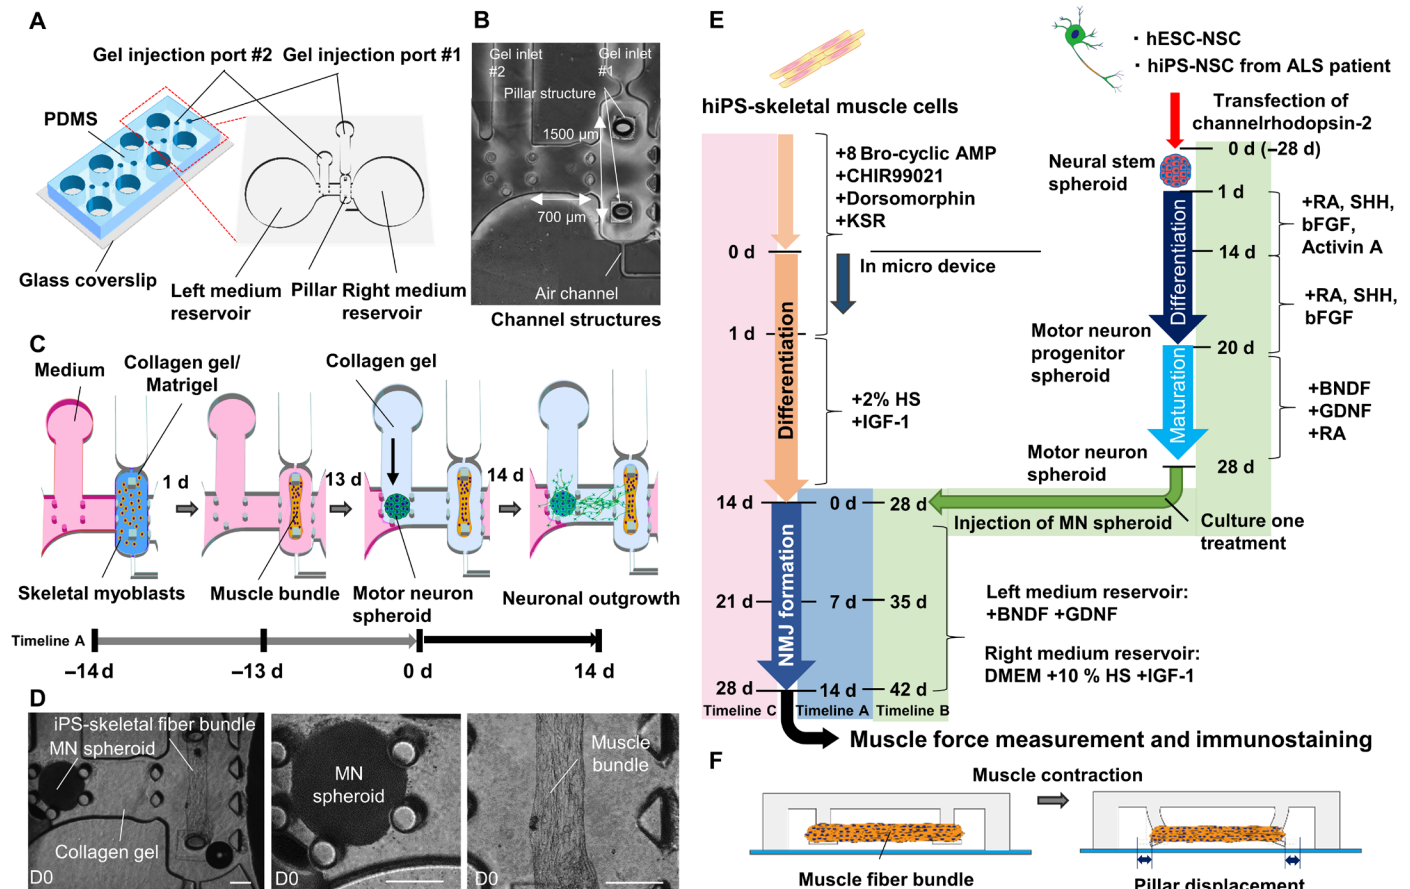 A
Gel injection port #2
Gel injection port #1
PDMS
Glass coverslip
Left medium
reservoir
Pillar
Right medium
reservoir
B
Gel inlet
#2
Gel inlet
#1
Pillar structure
1500 µm
700 µm
Air channel
Channel structures
C
Medium
Collagen gel/
Matrigel
Collagen gel
1 d
13 d
14 d
Skeletal myoblasts
Muscle bundle
Motor neuron
spheroid
Neuronal outgrowth
Timeline A
–14 d
–13 d
0 d
14 d
D
iPS-skeletal fiber bundle
MN spheroid
Collagen gel
D0
MN
spheroid
D0
Muscle
bundle
D0
E
hiPS-skeletal muscle cells
· hESC-NSC
· hiPS-NSC from ALS patient
Transfection of
channelrhodopsin-2
0 d (–28 d)
Neural stem
spheroid
1 d
+8 Bro-cyclic AMP
+CHIR99021
+Dorsomorphin
+KSR
+RA, SHH,
bFGF,
Activin A
0 d
In micro device
Differentiation
14 d
+RA, SHH,
bFGF
1 d
Differentiation
Motor neuron
progenitor
spheroid
20 d
+2% HS
+IGF-1
Maturation
+BNDF
+GDNF
+RA
Motor neuron
spheroid
28 d
14 d
0 d
28 d
Injection of MN spheroid
Culture one
treatment
NMJ formation
21 d
7 d
35 d
Left medium reservoir:
+BNDF +GDNF
Right medium reservoir:
DMEM +10 % HS +IGF-1
28 d
14 d
42 d
Timeline C
Timeline A
Timeline B
Muscle force measurement and immunostaining
F
Muscle contraction
Muscle fiber bundle
Pillar displacement